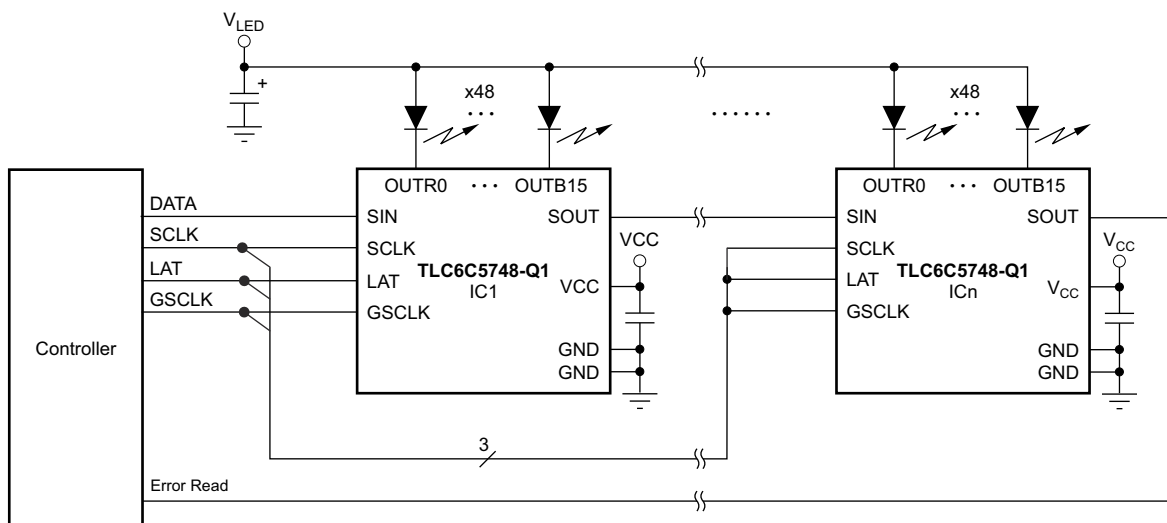 VLED
+
x48
...
......
x48
...
OUTR0 ... OUTB15
OUTR0 ... OUTB15
DATA
SIN
SOUT
SIN
SOUT
SCLK
SCLK
VCC
SCLK
VCC
TLC6C5748-Q1
TLC6C5748-Q1
LAT
LAT
IC1
VCC
LAT
ICn
VCC
GSCLK
GSCLK
GSCLK
Controller
GND
GND
GND
GND
3
Error Read